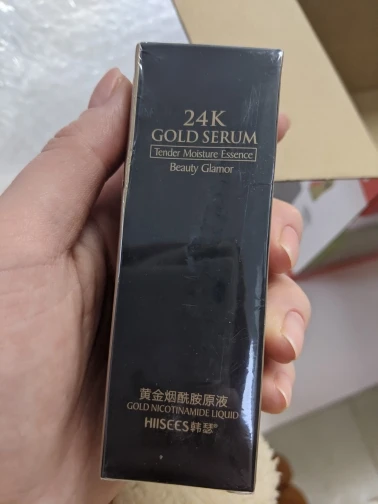 24K
GOLD SERUM
Tender Moisture Essence
Beauty Glamor
黄金烟酰胺原液
GOLD NICOTINAMIDE LIQUID
HIISEES韩瑟®